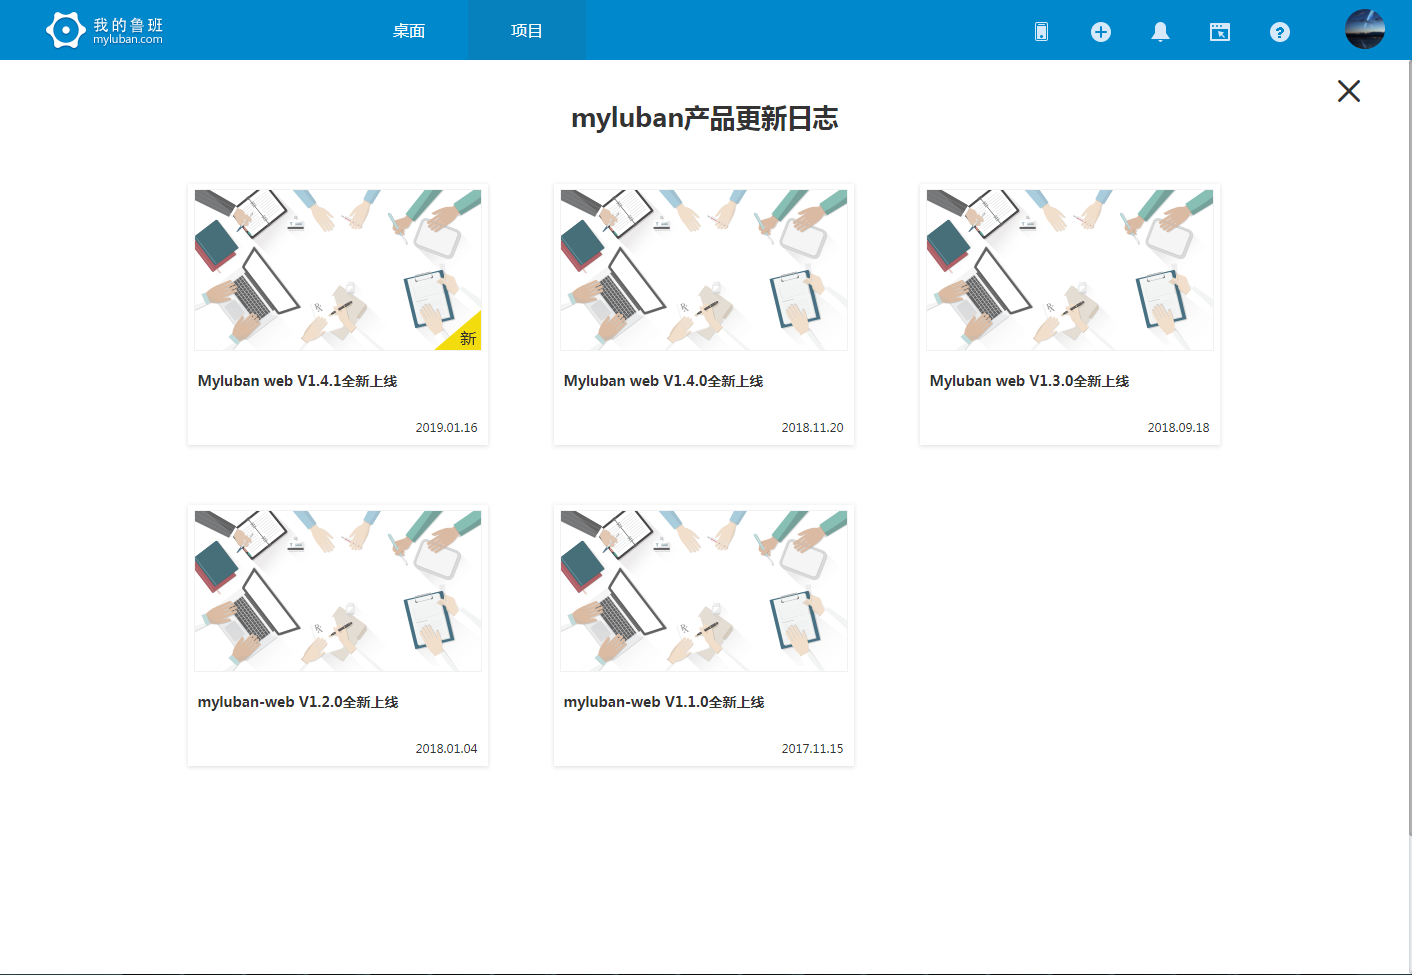 我的鲁班
myluban.com
桌面
项目
myluban产品更新日志
新
Myluban web V1.4.1全新上线
2019.01.16
Myluban web V1.4.0全新上线
2018.11.20
Myluban web V1.3.0全新上线
2018.09.18
myluban-web V1.2.0全新上线
2018.01.04
myluban-web V1.1.0全新上线
2017.11.15